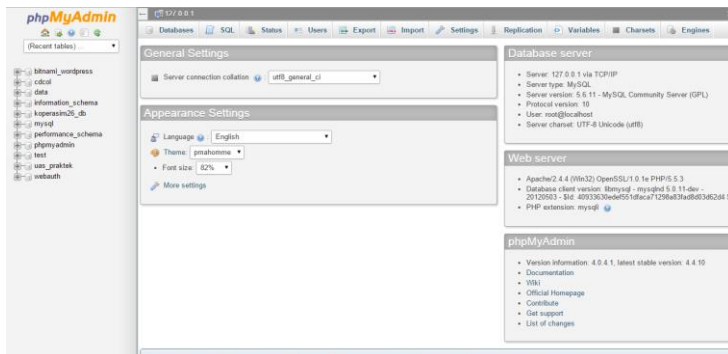 phpMyAdmin
(Recent tables) ...
bitnami_wordpress
cdcol
data
information_schema
koperasim26_db
mysql
performance_schema
phpmyadmin
test
uas_praktek
webauth
127.0.0.1
Databases SQL Status Users Export Import Settings Replication Variables Charsets Engines
General Settings
Server connection collation : utf8_general_ci
Appearance Settings
Language : English
Theme: pmahomme
Font size: 82%
More settings
Database server
Server: 127.0.0.1 via TCP/IP
Server type: MySQL
Server version: 5.6.11 - MySQL Community Server (GPL)
Protocol version: 10
User: root@localhost
Server charset: UTF-8 Unicode (utf8)
Web server
Apache/2.4.4 (Win32) OpenSSL/1.0.1e PHP/5.5.3
Database client version: libmysql - mysqlnd 5.0.11-dev -
20120503 - $Id:
PHP extension: mysqli
phpMyAdmin
Version information: 4.0.4.1, latest stable version: 4.4.10
Documentation
Wiki
Official Homepage
Contribute
Get support
List of changes